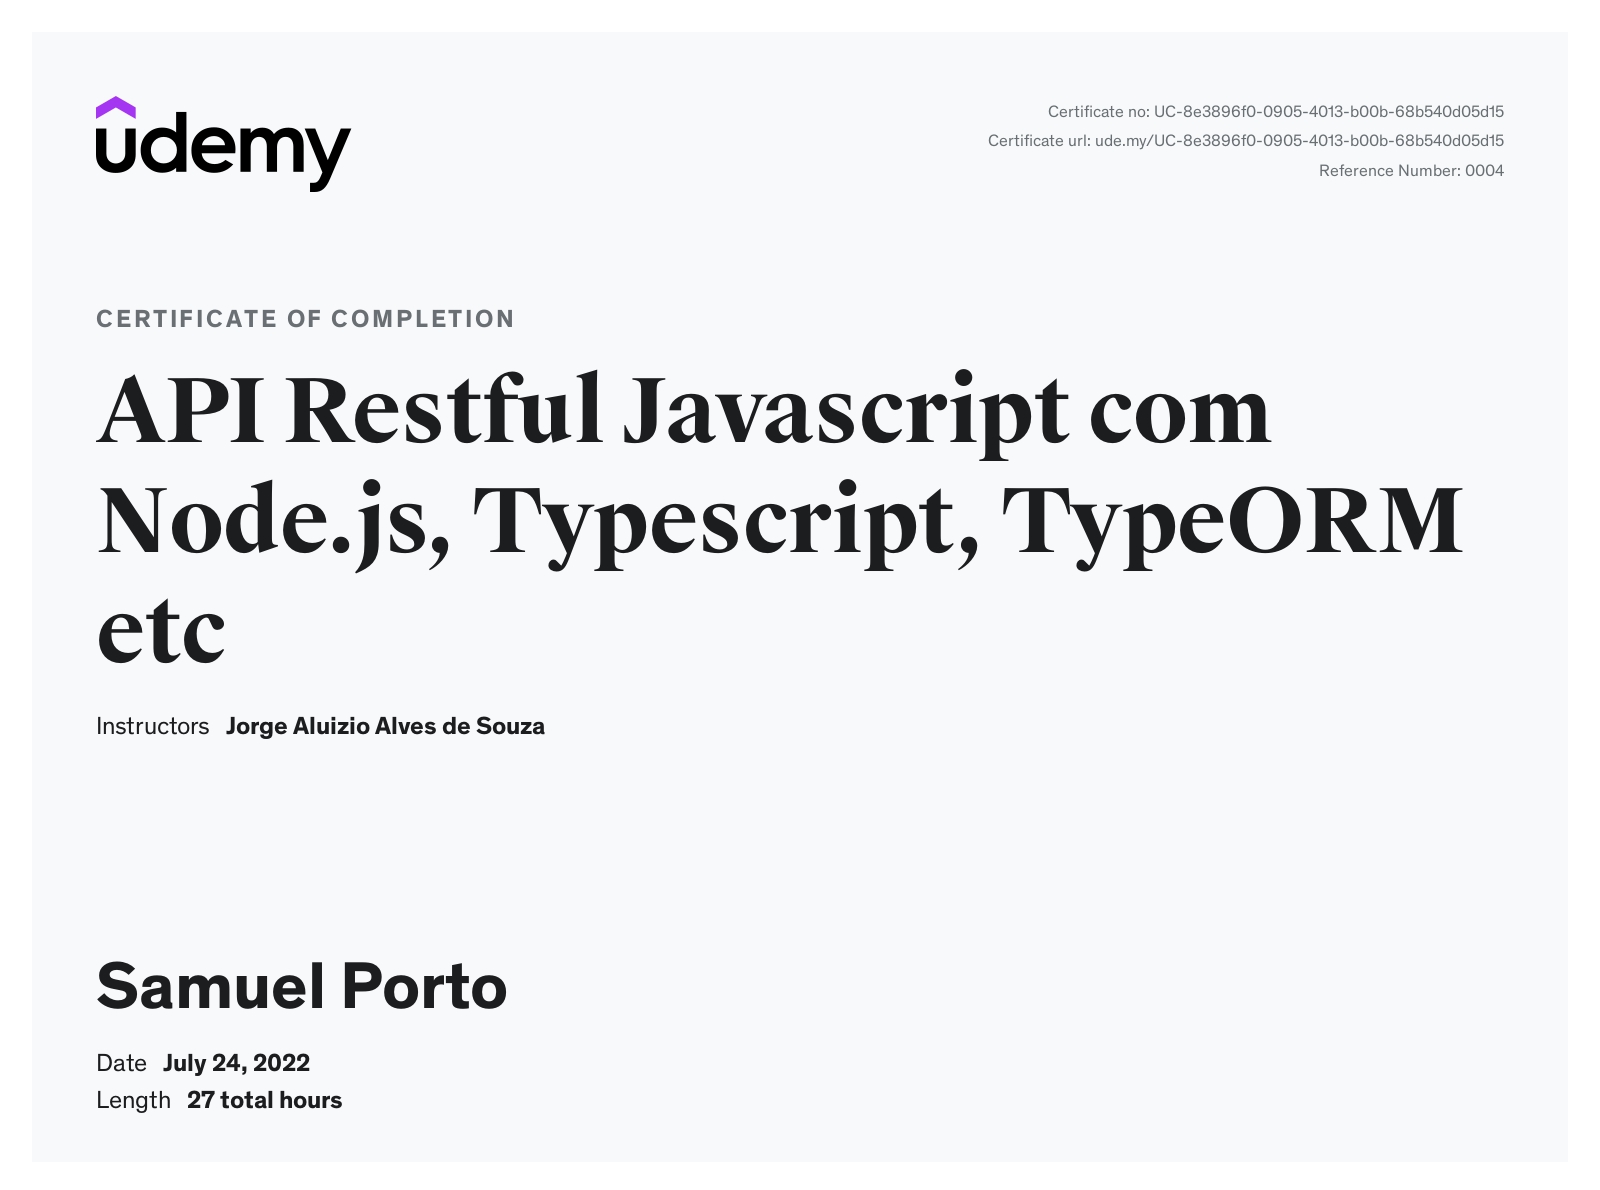 udemy
Certificate no: UC-8e3896f0-0905-4013-b00b-68b540d05d15
Certificate url: ude.my/UC-8e3896f0-0905-4013-b00b-68b540d05d15
Reference Number: 0004
CERTIFICATE OF COMPLETION
API Restful Javascript com
Node.js, Typescript, TypeORM
etc
Instructors Jorge Aluizio Alves de Souza
Samuel Porto
Date July 24, 2022
Length 27 total hours